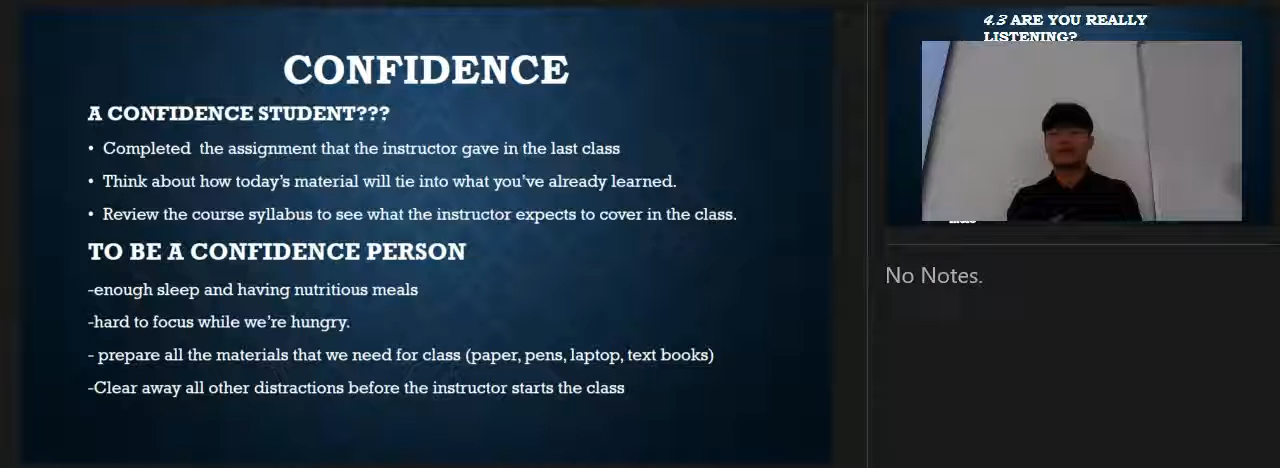 CONFIDENCE
A CONFIDENCE STUDENT???
• Completed the assignment that the instructor gave in the last class
• Think about how today's material will tie into what you've already learned.
• Review the course syllabus to see what the instructor expects to cover in the class.
TO BE A CONFIDENCE PERSON
-enough sleep and having nutritious meals
-hard to focus while we're hungry.
- prepare all the materials that we need for class (paper, pens, laptop, text books)
-Clear away all other distractions before the instructor starts the class
4.3 ARE YOU REALLY
LISTENING?
No Notes.